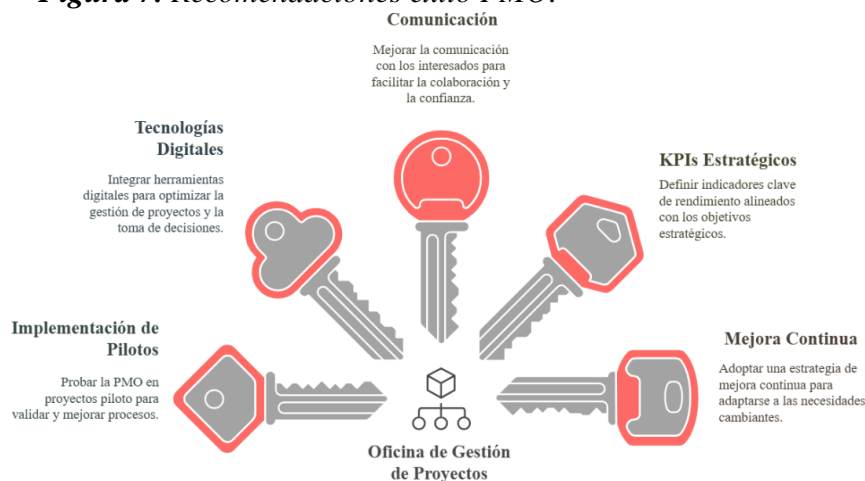 Comunicación
Mejorar la comunicación
con los interesados para
facilitar la colaboración y
la confianza.
Tecnologías
Digitales
Integrar herramientas
digitales para optimizar la
gestión de proyectos y la
toma de decisiones.
KPIs Estratégicos
Definir indicadores clave
de rendimiento alineados
con los objetivos
estratégicos.
Implementación de
Pilotos
Probar la PMO en
proyectos piloto para
validar y mejorar procesos.
Mejora Continua
Adoptar una estrategia de
mejora continua para
adaptarse a las necesidades
cambiantes.
Oficina de Gestión
de Proyectos